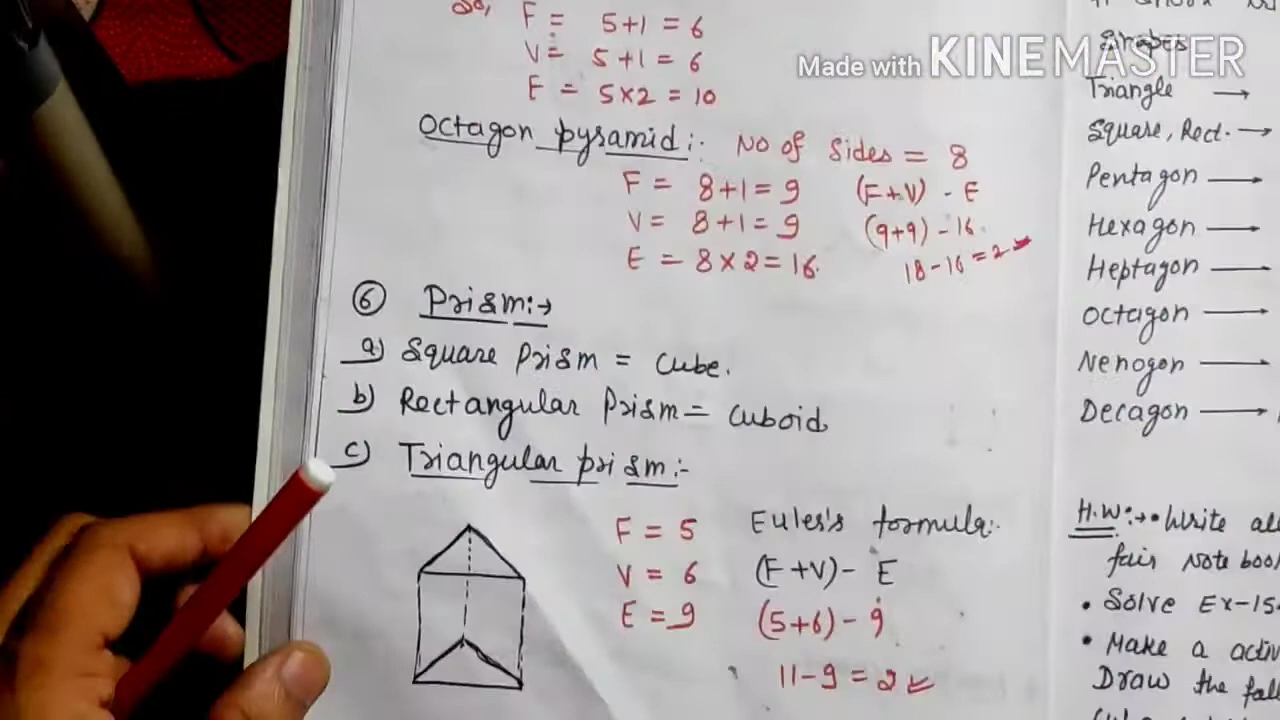 So, F = 5+1 = 6
V = 5+1 = 6
E = 5×2 = 10
Made with KINEMASTER
Octagon pyramid:- No of sides = 8
F = 8+1 = 9 (F+V) - E
V = 8+1 = 9 (9+9) - 16
E = 8×2 = 16. 18-16 = 2
⑥ Prism:→
a) Square Prism = Cube.
b) Rectangular Prism = Cuboid
c) Triangular prism:-
F = 5 Eules's formula:-
V = 6 (F+V) - E
E = 9 (5+6) - 9
11-9 = 2
Shapes
Triangle →
Square, Rect. →
Pentagon →
Hexagon →
Heptagon →
Octagon →
Nenogon →
Decagon →
H.W:→ • Write all
fair Note boo
• Solve Ex-15
• Make a activ
Draw the